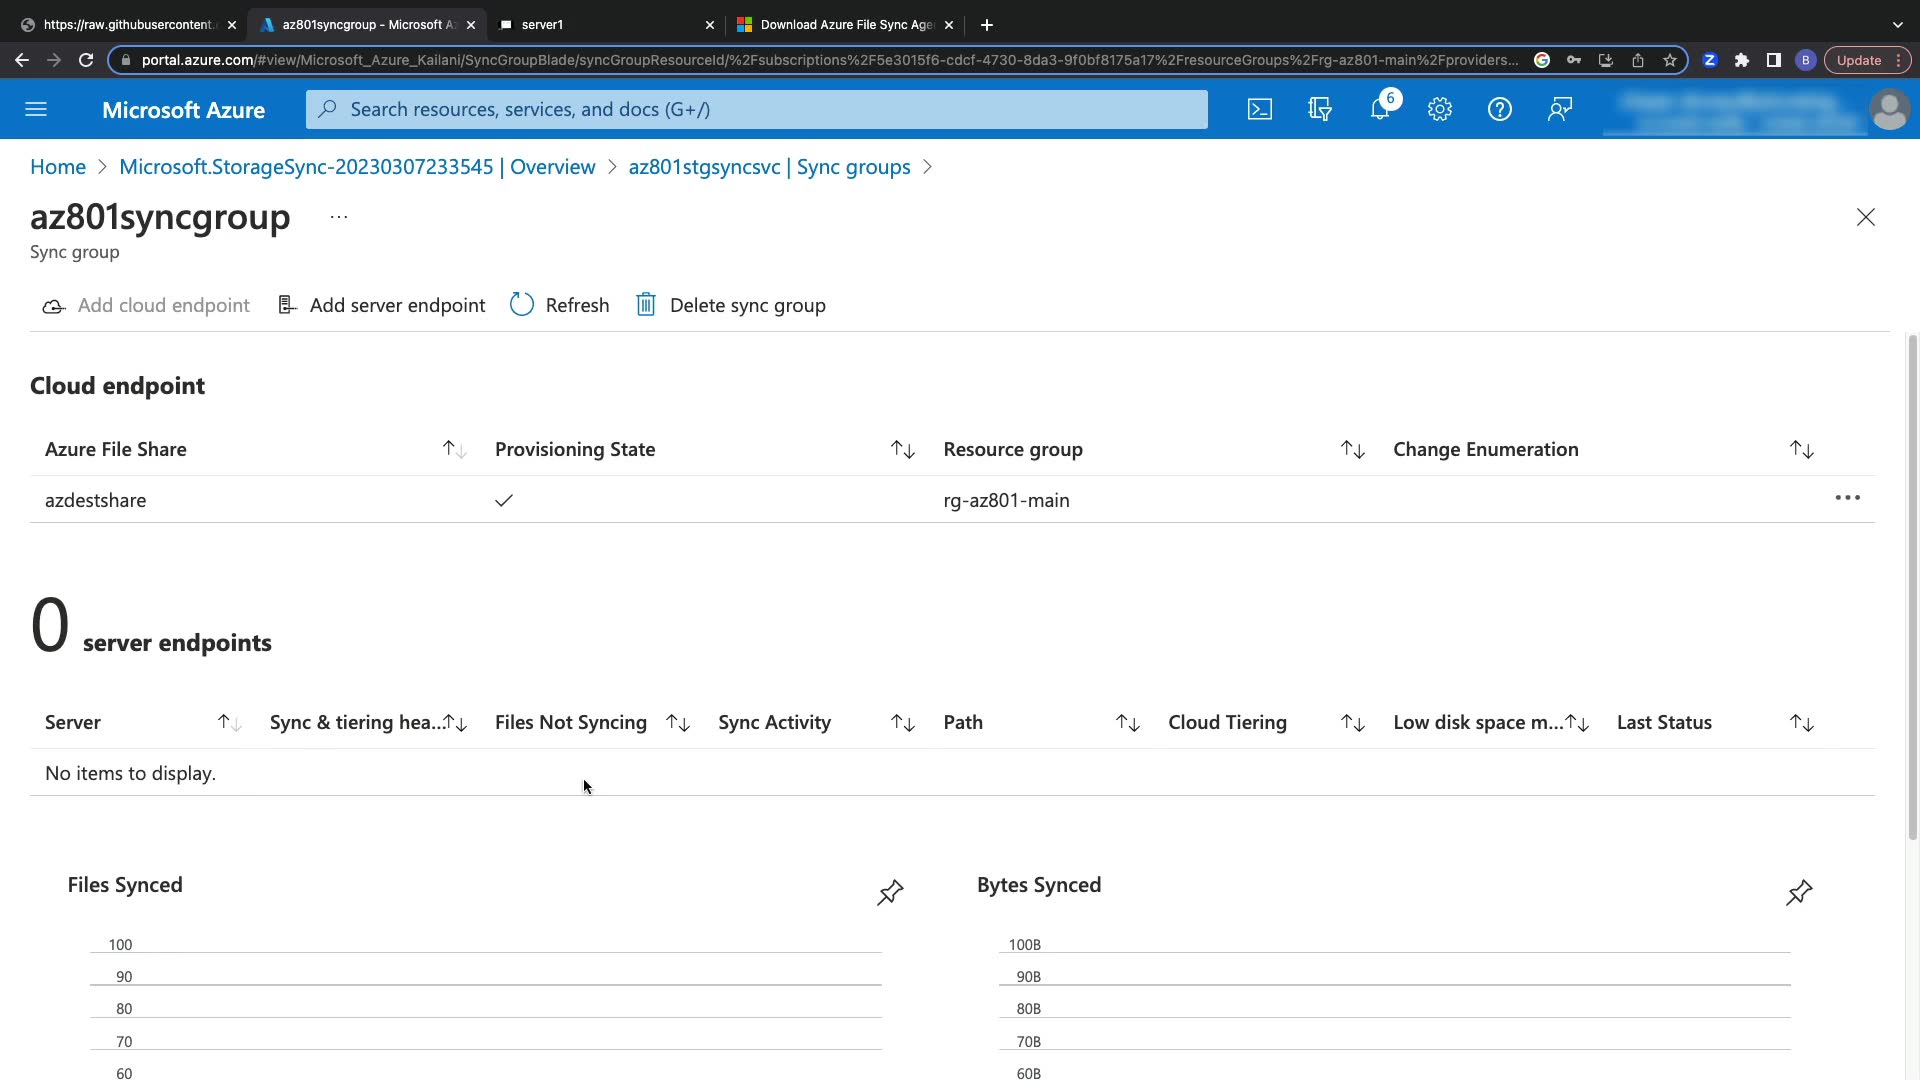 https://raw.githubusercontent.
az801syncgroup - Microsoft A
server1
Download Azure File Sync Age
portal.azure.com/#view/Microsoft_Azure_Kailani/SyncGroupBlade/syncGroupResourceId/%2Fsubscriptions%2F5e3015f6-cdcf-4730-8da3-9f0bf8175a17%2FresourceGroups%2Frg-az801-main%2Fproviders...
Z
B
Update
Microsoft Azure
Search resources, services, and docs (G+/)
6
Home > Microsoft.StorageSync-20230307233545 | Overview > az801stgsyncsvc | Sync groups >
az801syncgroup ...
Sync group
Add cloud endpoint Add server endpoint Refresh Delete sync group
Cloud endpoint
Azure File Share Provisioning State Resource group Change Enumeration
azdestshare rg-az801-main
0 server endpoints
Server Sync & tiering hea... Files Not Syncing Sync Activity Path Cloud Tiering Low disk space m... Last Status
No items to display.
Files Synced Bytes Synced
100 100B
90 90B
80 80B
70 70B
60 60B